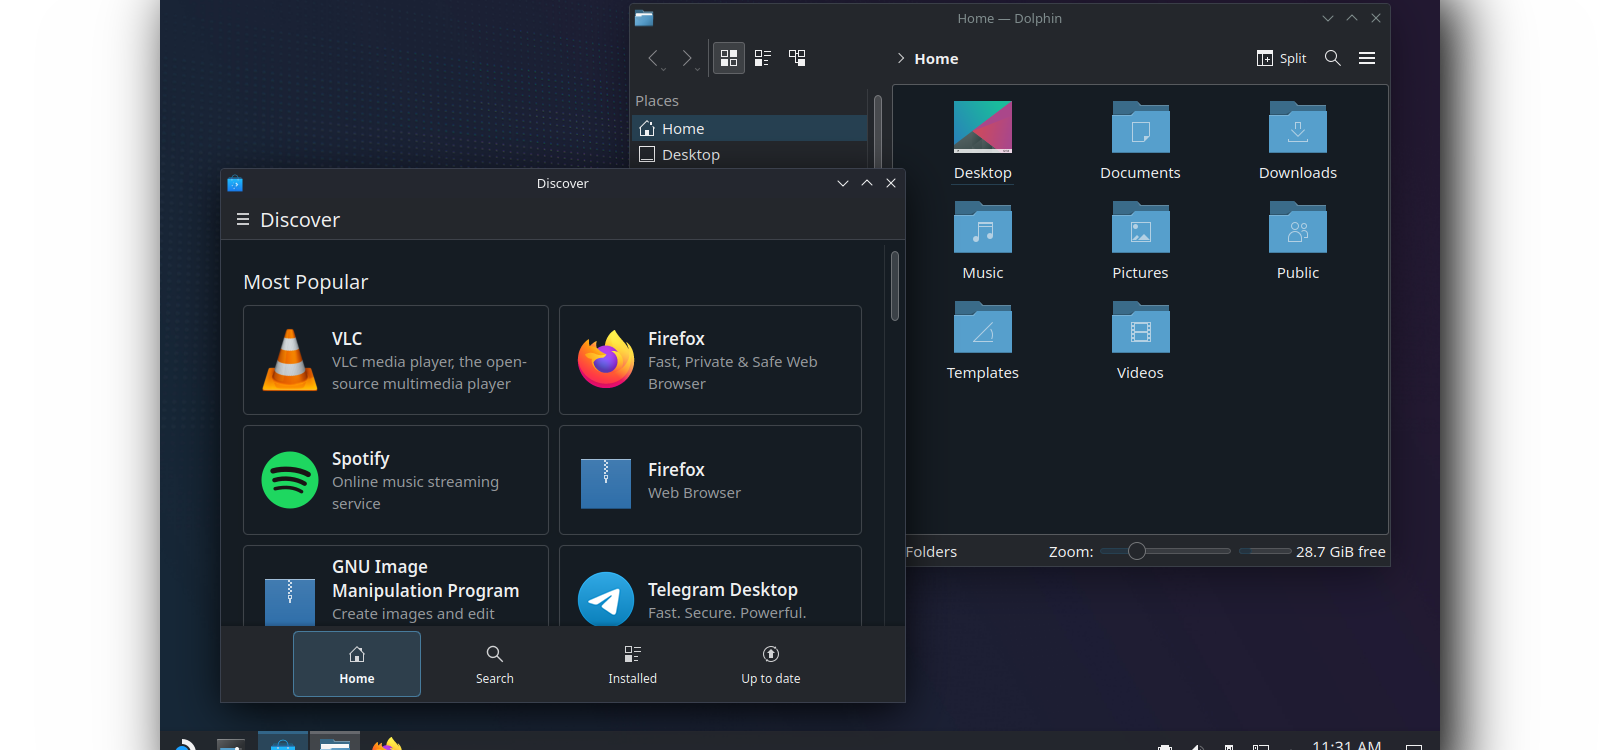 Home — Dolphin
Home
Split
Places
Home
Desktop
Desktop
Documents
Downloads
Music
Pictures
Public
Templates
Videos
Folders
Zoom:
28.7 GiB free
Discover
Discover
Most Popular
VLC
VLC media player, the open-
source multimedia player
Firefox
Fast, Private & Safe Web
Browser
Spotify
Online music streaming
service
Firefox
Web Browser
GNU Image
Manipulation Program
Create images and edit
Telegram Desktop
Fast. Secure. Powerful.
Home
Search
Installed
Up to date
11:31 AM